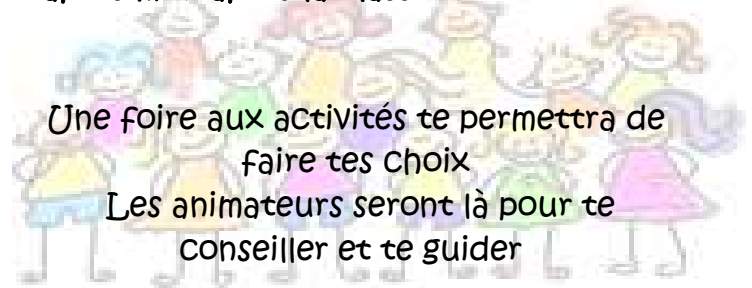 Une foire aux activités te permettra de
faire tes choix
Les animateurs seront là pour te
conseiller et te guider